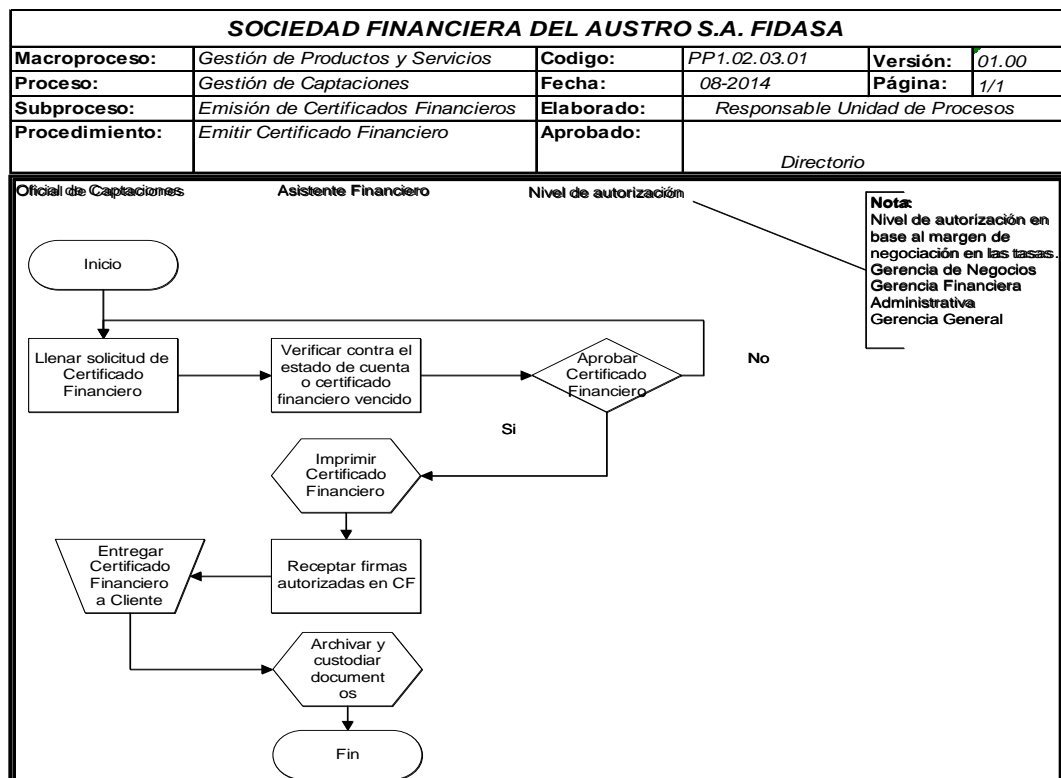 SOCIEDAD FINANCIERA DEL AUSTRO S.A. FIDASA
Macroproceso: Gestión de Productos y Servicios Codigo: PP1.02.03.01 Versión: 01.00
Proceso: Gestión de Captaciones Fecha: 08-2014 Página: 1/1
Subproceso: Emisión de Certificados Financieros Elaborado: Responsable Unidad de Procesos
Procedimiento: Emitir Certificado Financiero Aprobado:
Directorio
Oficial de Captaciones Asistente Financiero Nivel de autorización
Nota:
Nivel de autorización en
base al margen de
negociación en las tasas.
Gerencia de Negocios
Gerencia Financiera
Administrativa
Gerencia General
Inicio
Llenar solicitud de
Certificado
Financiero
Verificar contra el
estado de cuenta
o certificado
financiero vencido
Aprobar
Certificado
Financiero
No
Si
Imprimir
Certificado
Financiero
Entregar
Certificado
Financiero
a Cliente
Receptar firmas
autorizadas en CF
Archivar y
custodiar
document
os
Fin